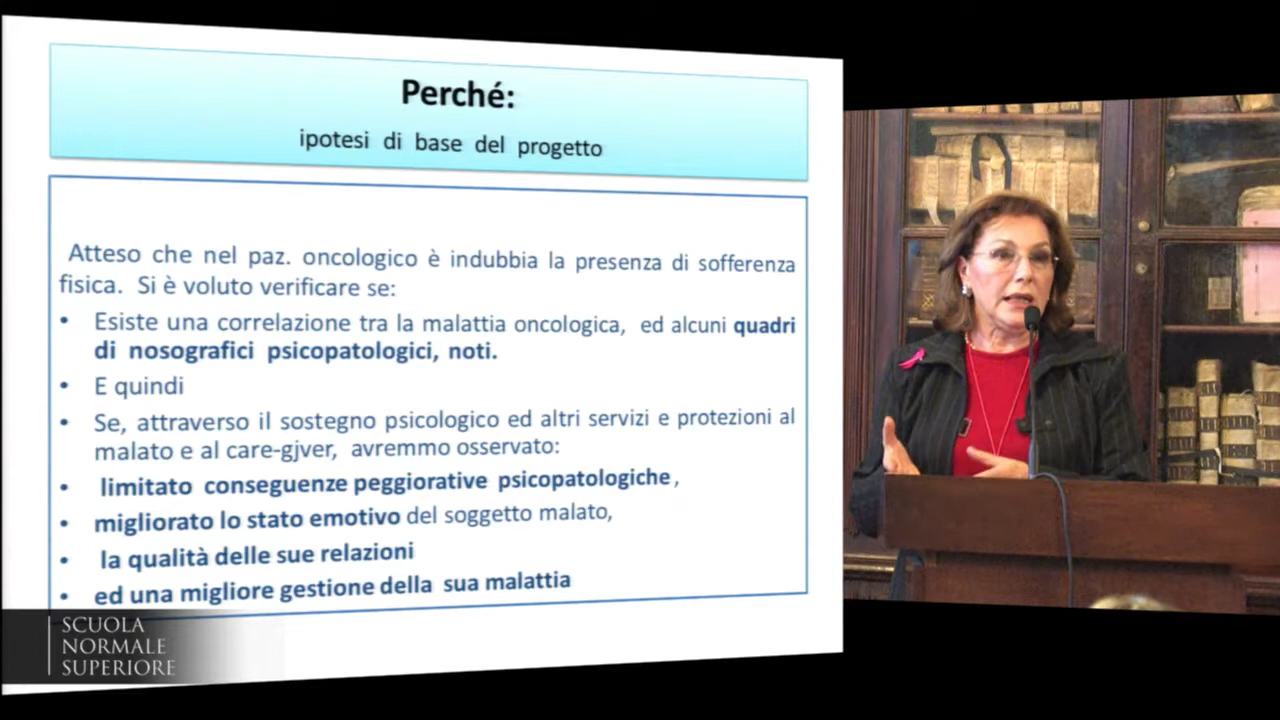 Perché:
ipotesi di base del progetto
Atteso che nel paz. oncologico è indubbia la presenza di sofferenza
fisica. Si è voluto verificare se:
• Esiste una correlazione tra la malattia oncologica, ed alcuni quadri
di nosografici psicopatologici, noti.
• E quindi
• Se, attraverso il sostegno psicologico ed altri servizi e protezioni al
malato e al care-gjver, avremmo osservato:
• limitato conseguenze peggiorative psicopatologiche,
• migliorato lo stato emotivo del soggetto malato,
• la qualità delle sue relazioni
• ed una migliore gestione della sua malattia
SCUOLA
NORMALE
SUPERIORE